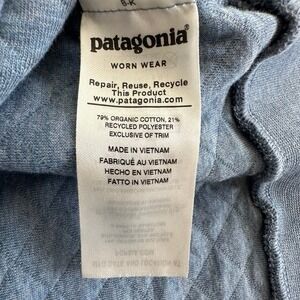 patagonia®
WORN WEAR
Repair, Reuse, Recycle
This Product
www.patagonia.com
79% ORGANIC COTTON, 21%
RECYCLED POLYESTER
EXCLUSIVE OF TRIM
MADE IN VIETNAM
FABRIQUÉ AU VIETNAM
HECHO EN VIETNAM
FATTO IN VIETNAM